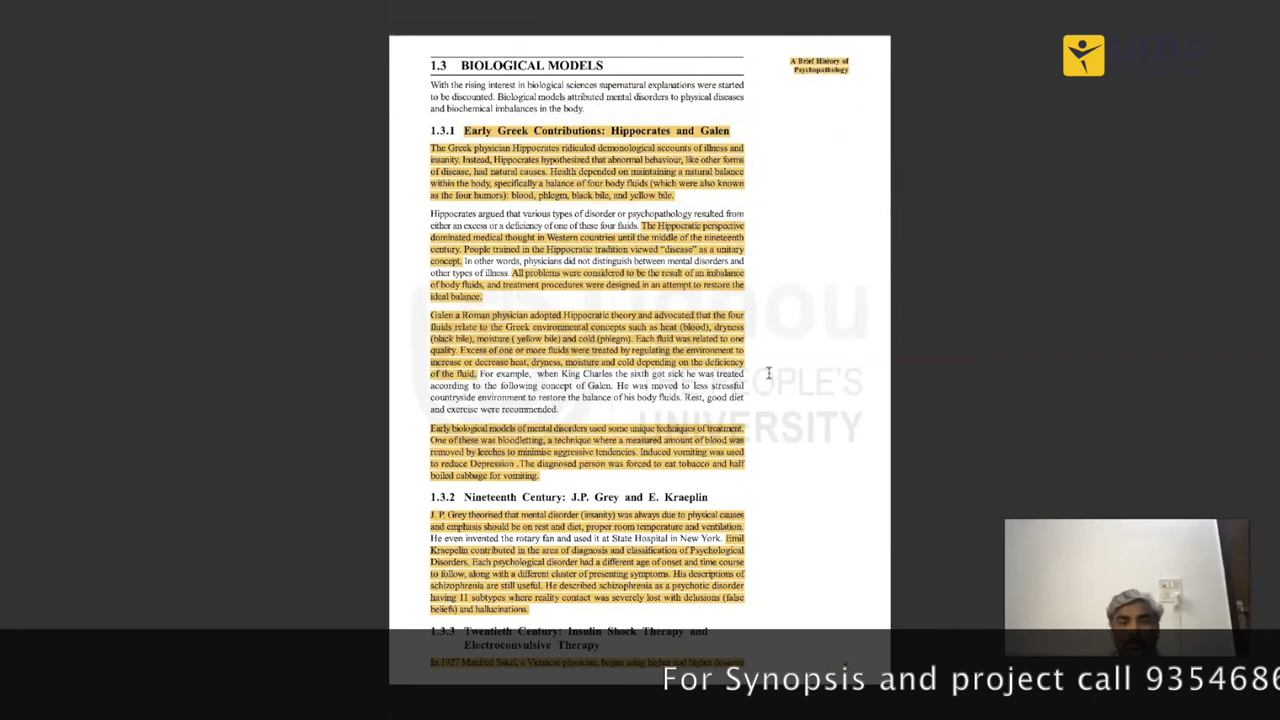 1.3 BIOLOGICAL MODELS
A Brief History of
Psychopathology
With the rising interest in biological sciences supernatural explanations were started
to be discounted. Biological models attributed mental disorders to physical diseases
and biochemical imbalances in the body.
1.3.1 Early Greek Contributions: Hippocrates and Galen
The Greek physician Hippocrates ridiculed demonological accounts of illness and
insanity. Instead, Hippocrates hypothesized that abnormal behaviour, like other forms
of disease, had natural causes. Health depended on maintaining a natural balance
within the body, specifically a balance of four body fluids (which were also known
as the four humors): blood, phlegm, black bile, and yellow bile.
Hippocrates argued that various types of disorder or psychopathology resulted from
either an excess or a deficiency of one of these four fluids. The Hippocratic perspective
dominated medical thought in Western countries until the middle of the nineteenth
century. People trained in the Hippocratic tradition viewed "disease" as a unitary
concept. In other words, physicians did not distinguish between mental disorders and
other types of illness. All problems were considered to be the result of an imbalance
of body fluids, and treatment procedures were designed in an attempt to restore the
ideal balance.
Galen a Roman physician adopted Hippocratic theory and advocated that the four
fluids relate to the Greek environmental concepts such as heat (blood), dryness
(black bile), moisture ( yellow bile) and cold (phlegm). Each fluid was related to one
quality. Excess of one or more fluids were treated by regulating the environment to
increase or decrease heat, dryness, moisture and cold depending on the deficiency
of the fluid. For example, when King Charles the sixth got sick he was treated
according to the following concept of Galen. He was moved to less stressful
countryside environment to restore the balance of his body fluids. Rest, good diet
and exercise were recommended.
Early biological models of mental disorders used some unique techniques of treatment.
One of these was bloodletting, a technique where a measured amount of blood was
removed by leeches to minimise aggressive tendencies. Induced vomiting was used
to reduce Depression .The diagnosed person was forced to eat tobacco and half
boiled cabbage for vomiting.
1.3.2 Nineteenth Century: J.P. Grey and E. Kraeplin
J. P. Grey theorised that mental disorder (insanity) was always due to physical causes
and emphasis should be on rest and diet, proper room temperature and ventilation.
He even invented the rotary fan and used it at State Hospital in New York. Emil
Kraepelin contributed in the area of diagnosis and classification of Psychological
Disorders. Each psychological disorder had a different age of onset and time course
to follow, along with a different cluster of presenting symptoms. His descriptions of
schizophrenia are still useful. He described schizophrenia as a psychotic disorder
having 11 subtypes where reality contact was severely lost with delusions (false
beliefs) and hallucinations.
1.3.3 Twentieth Century: Insulin Shock Therapy and
Electroconvulsive Therapy
In 1927 Manfred Sakel, a Viennese physician, began using higher and higher dosages
PEOPLE'S
UNIVERSITY
For Synopsis and project call 9354686